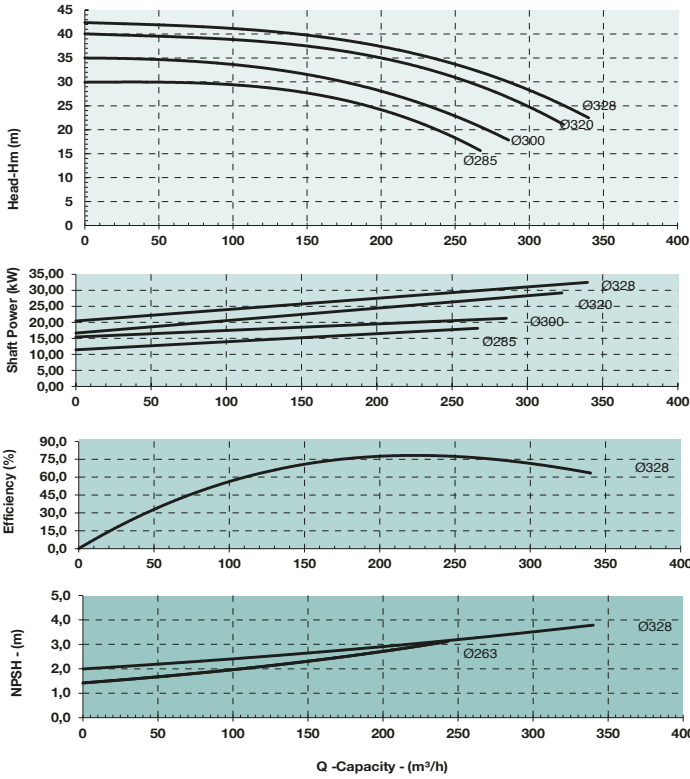 45
40
35
30
25
20
15
10
5
0
Head-Hm (m)
Ø328
Ø320
Ø300
Ø285
0 50 100 150 200 250 300 350 400
35,00
30,00
25,00
20,00
15,00
10,00
5,00
0,00
Shaft Power (kW)
Ø328
Ø320
Ø300
Ø285
0 50 100 150 200 250 300 350 400
90,0
75,0
60,0
45,0
30,0
15,0
0,0
Efficiency (%)
Ø328
0 50 100 150 200 250 300 350 400
5,0
4,0
3,0
2,0
1,0
0,0
NPSH - (m)
Ø328
Ø263
0 50 100 150 200 250 300 350 400
Q -Capacity - (m³/h)